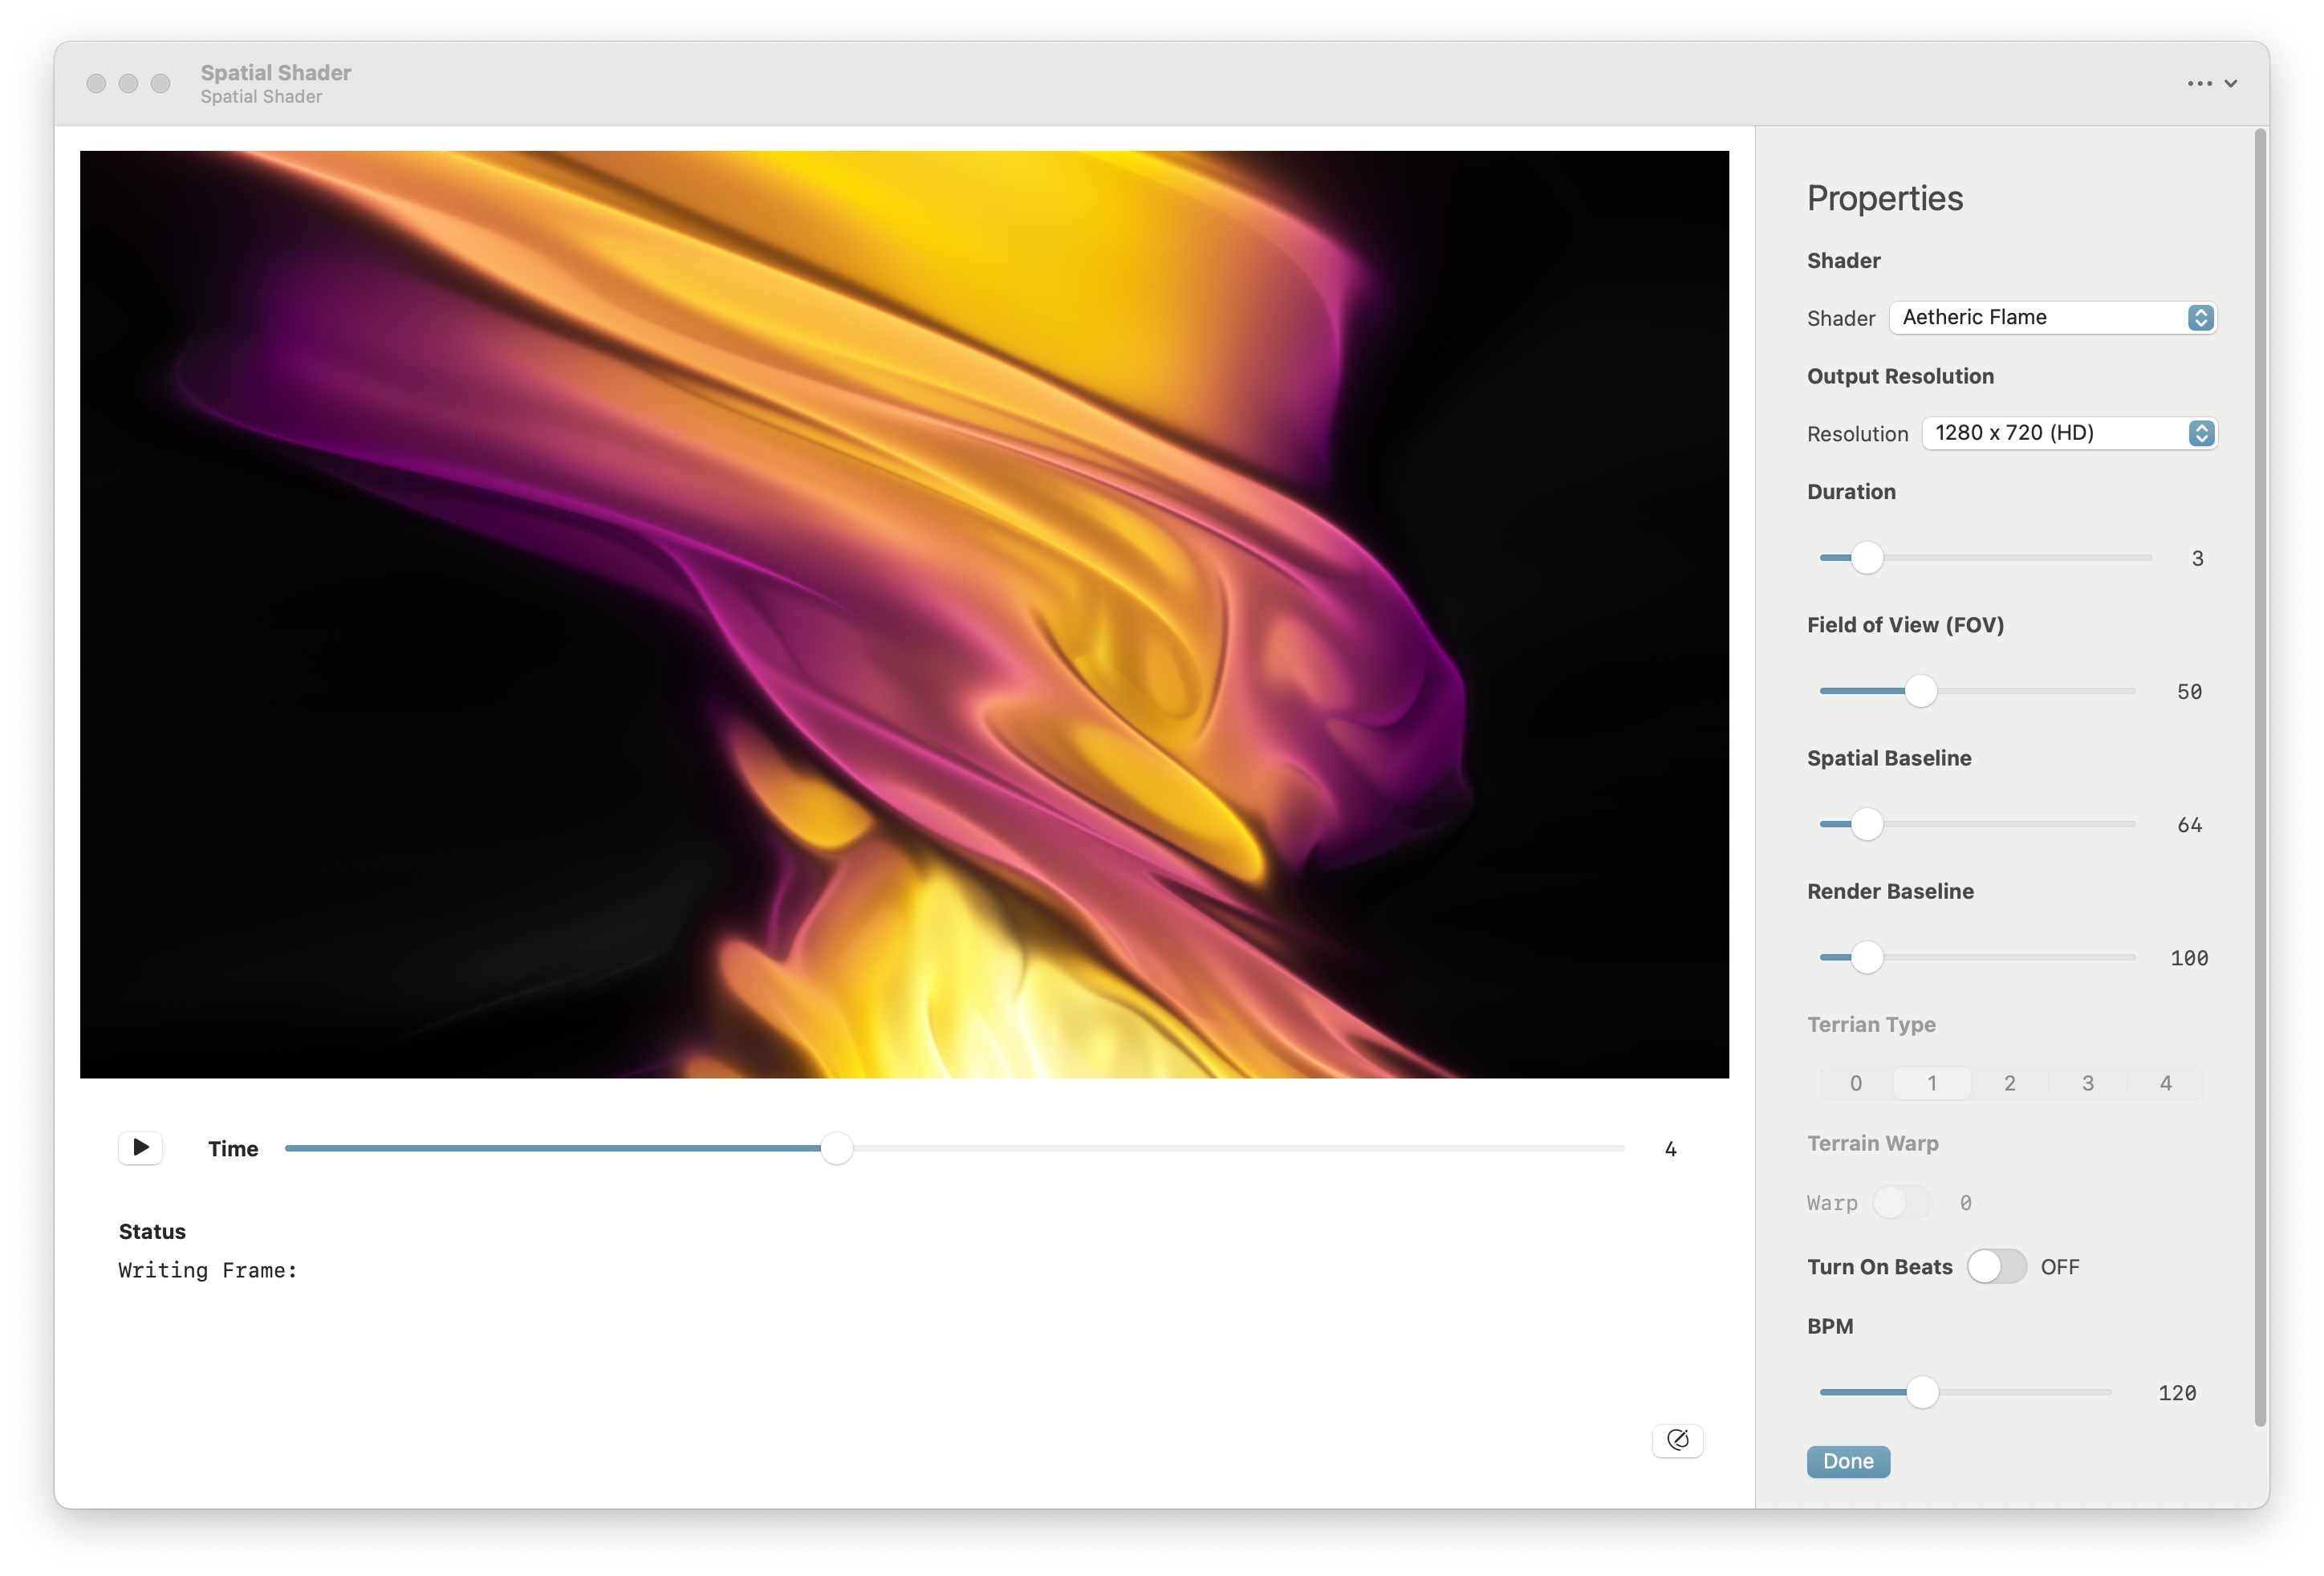 Spatial Shader
Spatial Shader
Properties
Shader
Shader Aetheric Flame
Output Resolution
Resolution 1280 x 720 (HD)
Duration
3
Field of View (FOV)
50
Spatial Baseline
64
Render Baseline
100
Terrian Type
0 1 2 3 4
Terrain Warp
Warp 0
Turn On Beats OFF
BPM
120
Done
Time 4
Status
Writing Frame: